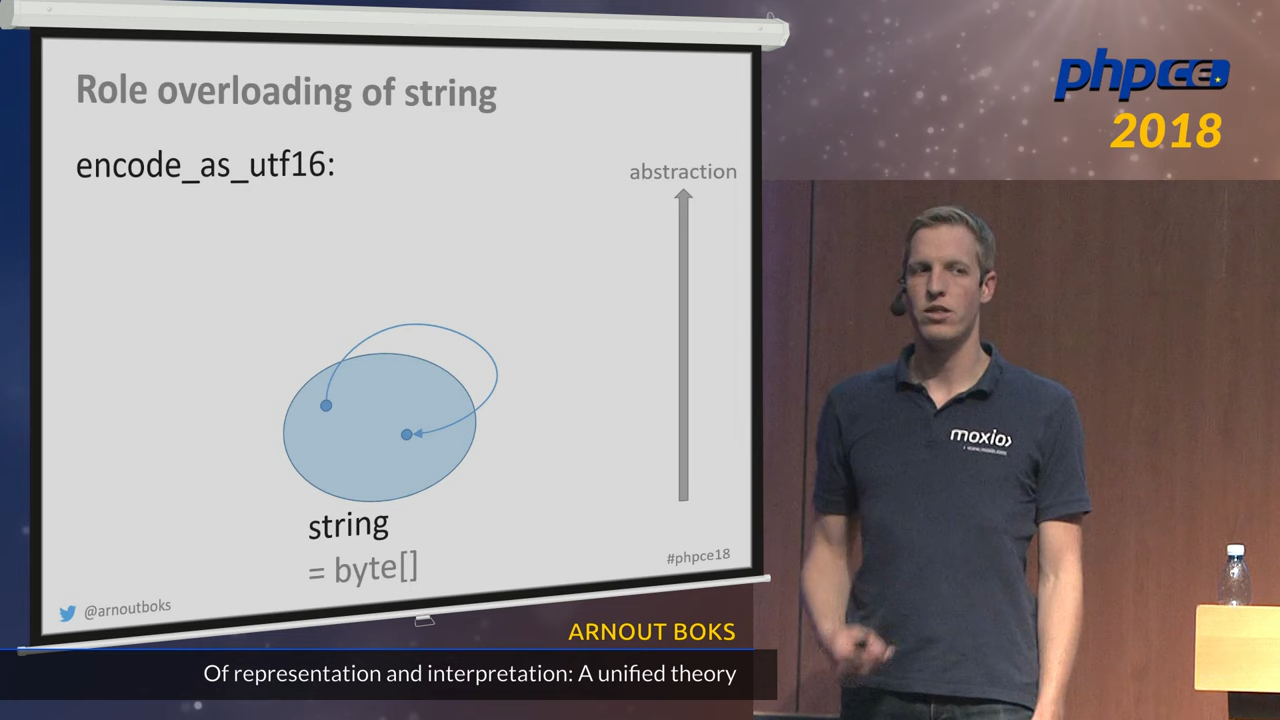 Role overloading of string
encode_as_utf16:
abstraction
string
= byte[]
#phpce18
@arnoutboks
phpce
2018
moxio
ARNOUT BOKS
Of representation and interpretation: A unified theory